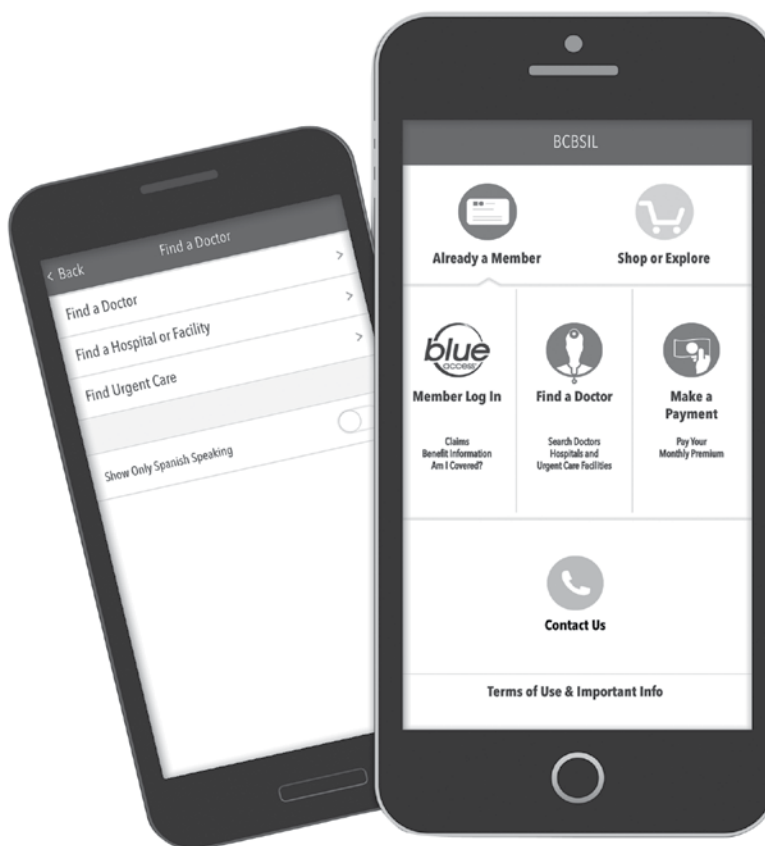 < Back
Find a Doctor
Find a Doctor
>
Find a Hospital or Facility
>
Find Urgent Care
>
Show Only Spanish Speaking
BCBSIL
Already a Member
Shop or Explore
blue
access
Member Log In
Claims
Benefit Information
Am I Covered?
Find a Doctor
Search Doctors
Hospitals and
Urgent Care Facilities
Make a
Payment
Pay Your
Monthly Premium
Contact Us
Terms of Use & Important Info